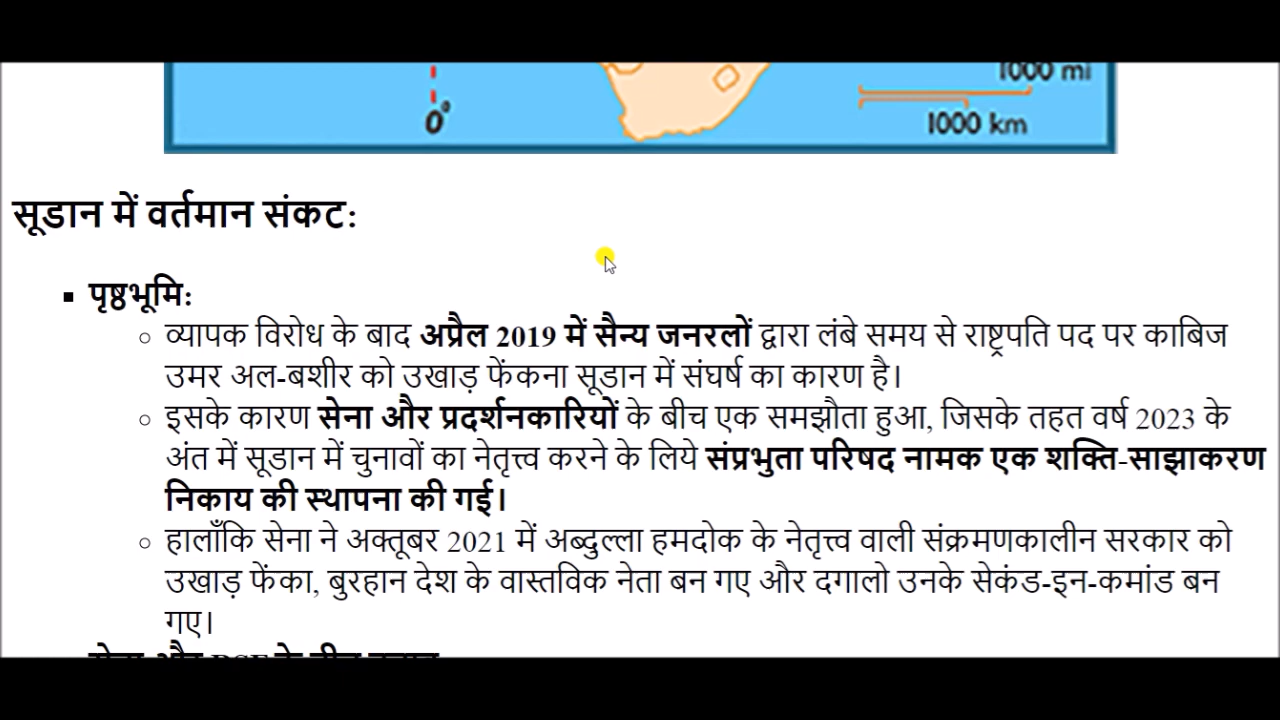 1000 mi
0°
1000 km
सूडान में वर्तमान संकट:
▪ पृष्ठभूमि:
○ व्यापक विरोध के बाद अप्रैल 2019 में सैन्य जनरलों द्वारा लंबे समय से राष्ट्रपति पद पर काबिज
उमर अल-बशीर को उखाड़ फेंकना सूडान में संघर्ष का कारण है।
○ इसके कारण सेना और प्रदर्शनकारियों के बीच एक समझौता हुआ, जिसके तहत वर्ष 2023 के
अंत में सूडान में चुनावों का नेतृत्त्व करने के लिये संप्रभुता परिषद नामक एक शक्ति-साझाकरण
निकाय की स्थापना की गई।
○ हालाँकि सेना ने अक्तूबर 2021 में अब्दुल्ला हमदोक के नेतृत्त्व वाली संक्रमणकालीन सरकार को
उखाड़ फेंका, बुरहान देश के वास्तविक नेता बन गए और दगालो उनके सेकंड-इन-कमांड बन
गए।